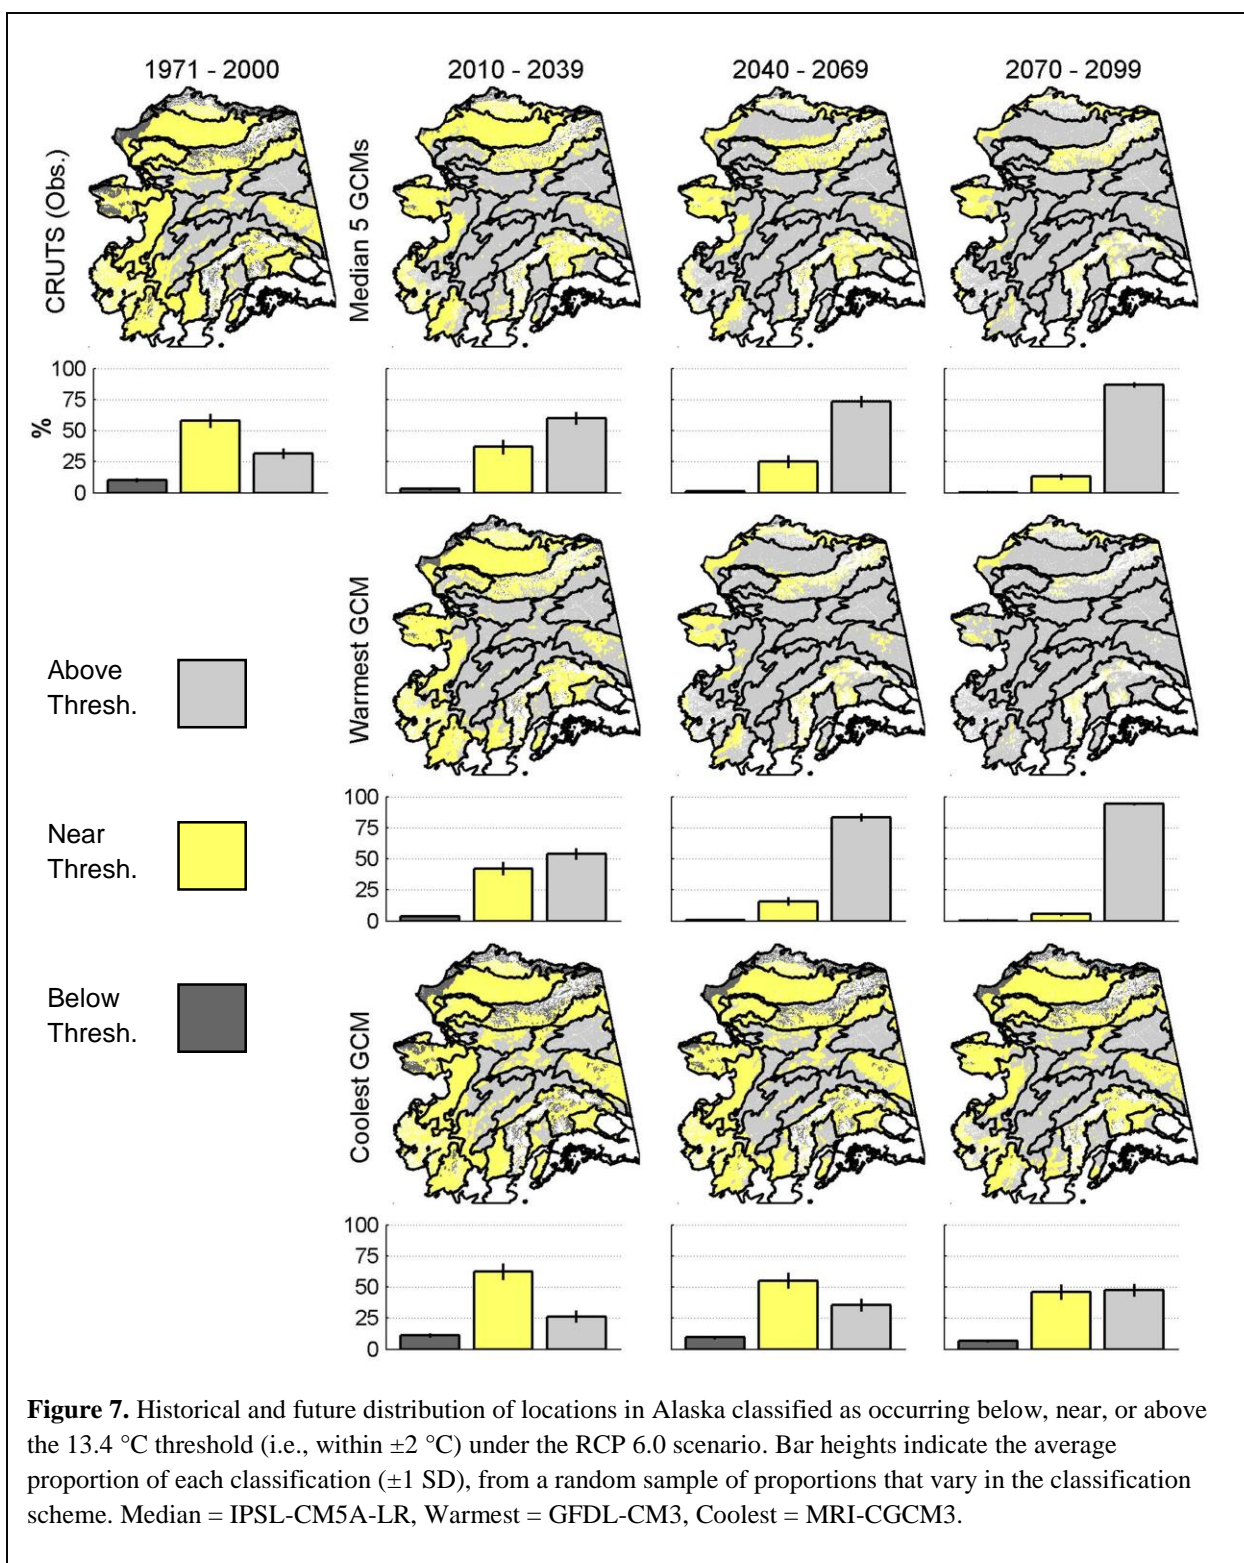 1971 - 2000
2010 - 2039
2040 - 2069
2070 - 2099
CRUTS (Obs.)
Median 5 GCMs
100
75
50
25
0
%
Warmest GCM
Above
Thresh.
Near
Thresh.
Below
Thresh.
100
75
50
25
0
Coolest GCM
100
75
50
25
0
Figure 7. Historical and future distribution of locations in Alaska classified as occurring below, near, or above
the 13.4 °C threshold (i.e., within ±2 °C) under the RCP 6.0 scenario. Bar heights indicate the average
proportion of each classification (±1 SD), from a random sample of proportions that vary in the classification
scheme. Median = IPSL-CM5A-LR, Warmest = GFDL-CM3, Coolest = MRI-CGCM3.